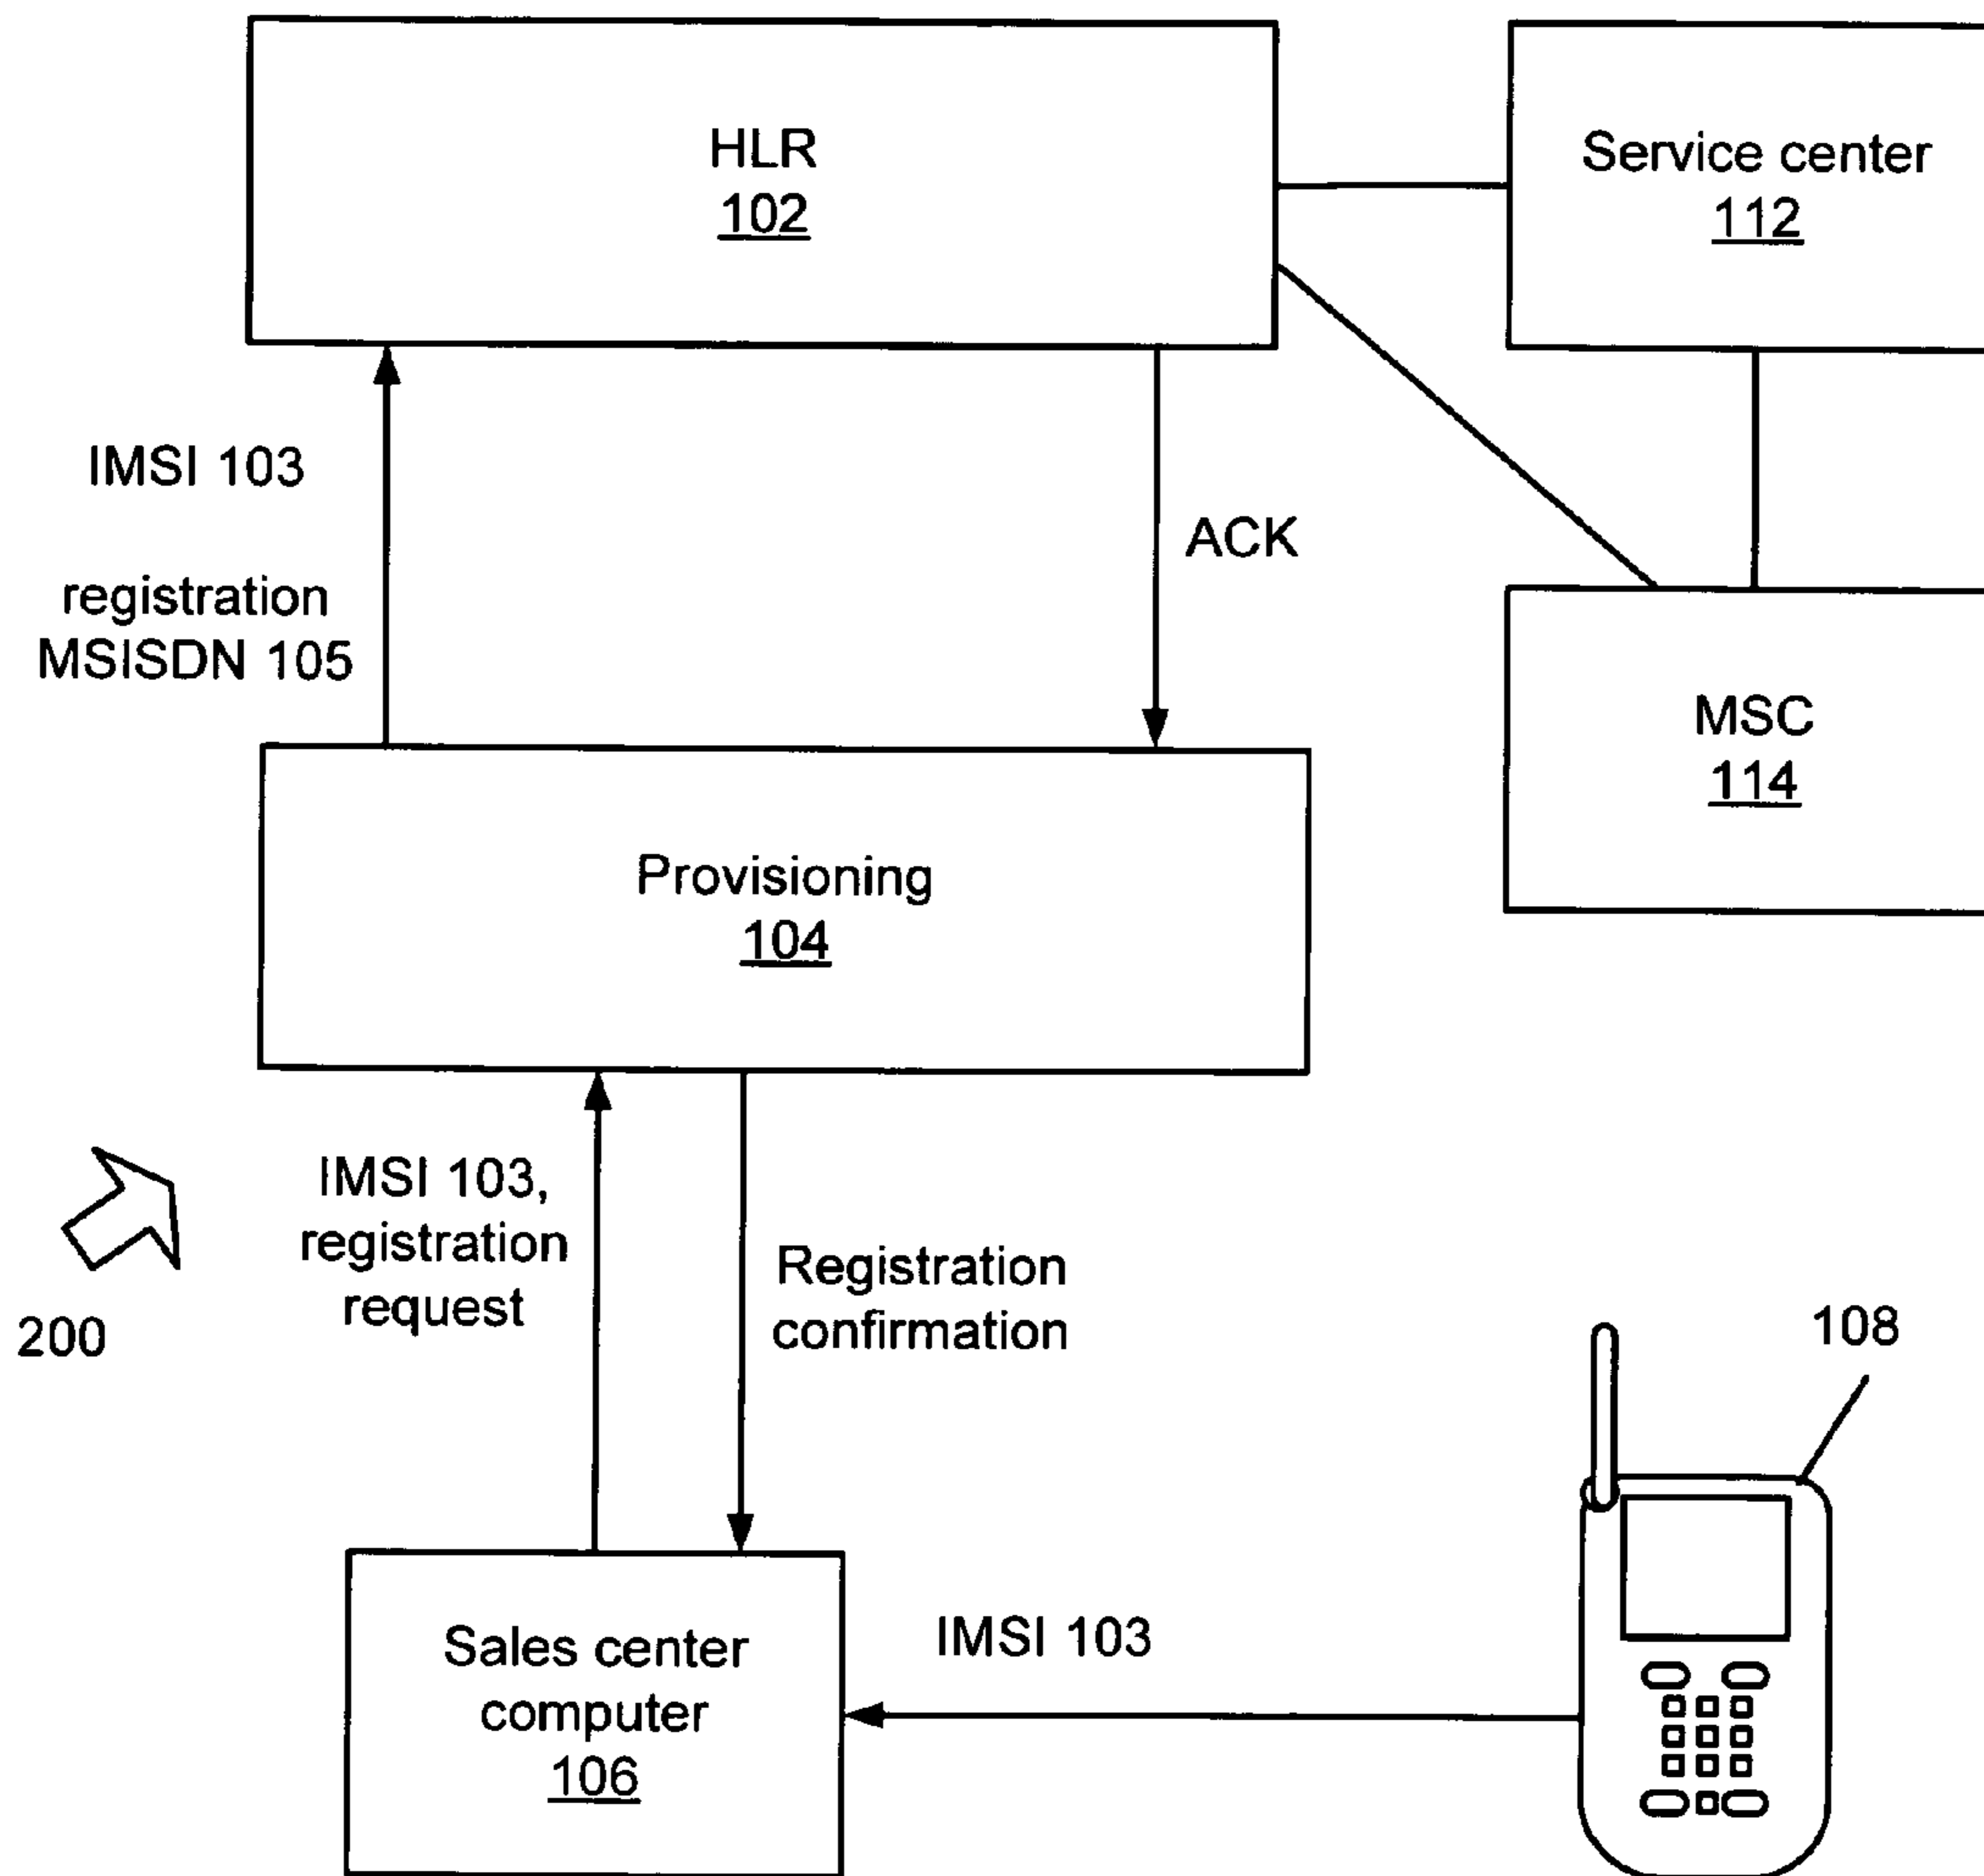 HLR
102
Service center
112
IMSI 103
registration
MSISDN 105
ACK
MSC
114
Provisioning
104
IMSI 103,
registration
request
Registration
confirmation
200
108
Sales center
computer
106
IMSI 103